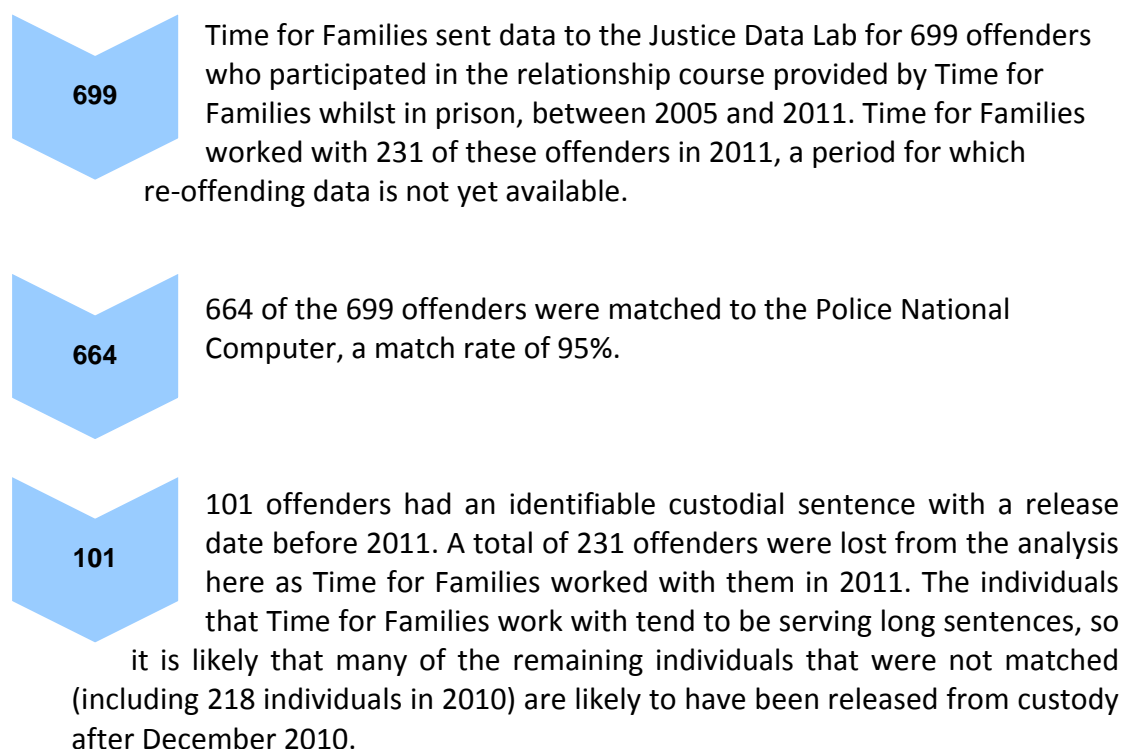 699
Time for Families sent data to the Justice Data Lab for 699 offenders
who participated in the relationship course provided by Time for
Families whilst in prison, between 2005 and 2011. Time for Families
worked with 231 of these offenders in 2011, a period for which
re-offending data is not yet available.
664
664 of the 699 offenders were matched to the Police National
Computer, a match rate of 95%.
101
101 offenders had an identifiable custodial sentence with a release
date before 2011. A total of 231 offenders were lost from the analysis
here as Time for Families worked with them in 2011. The individuals
that Time for Families work with tend to be serving long sentences, so
it is likely that many of the remaining individuals that were not matched
(including 218 individuals in 2010) are likely to have been released from custody
after December 2010.